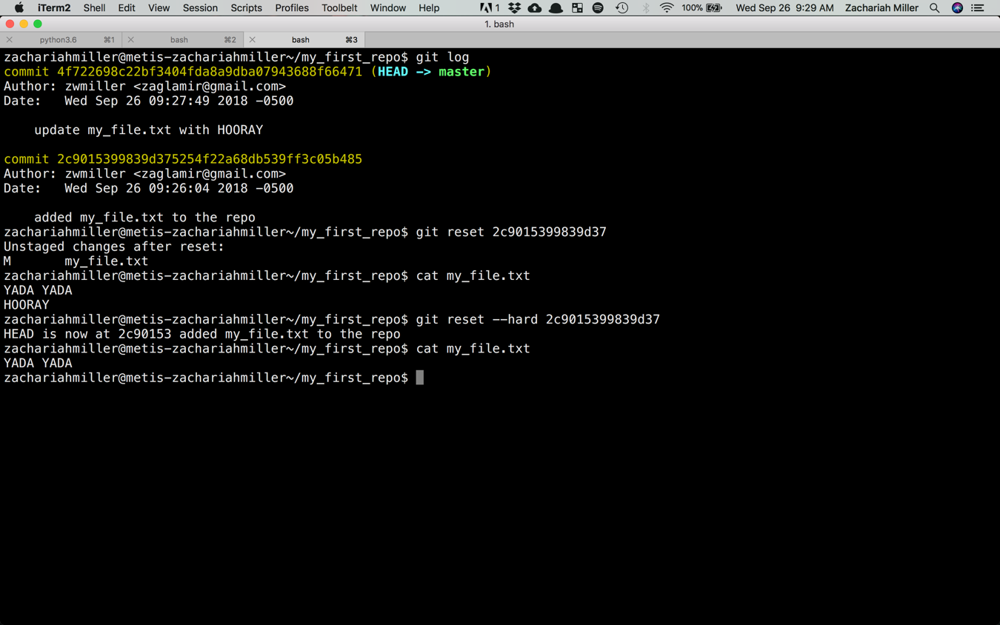 iTerm2 Shell Edit View Session Scripts Profiles Toolbelt Window Help 1 100% Wed Sep 26 9:29 AM Zachariah Miller
1. bash
python3.6 ⌘1 bash ⌘2 bash ⌘3
zachariahmiller@metis-zachariahmiller~/my_first_repo$ git log
commit 4f722698c22bf3404fda8a9dba07943688f66471 (HEAD -> master)
Author: zwmiller <zaglamir@gmail.com>
Date:   Wed Sep 26 09:27:49 2018 -0500
    update my_file.txt with HOORAY
commit 2c9015399839d375254f22a68db539ff3c05b485
Author: zwmiller <zaglamir@gmail.com>
Date:   Wed Sep 26 09:26:04 2018 -0500
    added my_file.txt to the repo
zachariahmiller@metis-zachariahmiller~/my_first_repo$ git reset 2c9015399839d37
Unstaged changes after reset:
M       my_file.txt
zachariahmiller@metis-zachariahmiller~/my_first_repo$ cat my_file.txt
YADA YADA
HOORAY
zachariahmiller@metis-zachariahmiller~/my_first_repo$ git reset --hard 2c9015399839d37
HEAD is now at 2c90153 added my_file.txt to the repo
zachariahmiller@metis-zachariahmiller~/my_first_repo$ cat my_file.txt
YADA YADA
zachariahmiller@metis-zachariahmiller~/my_first_repo$